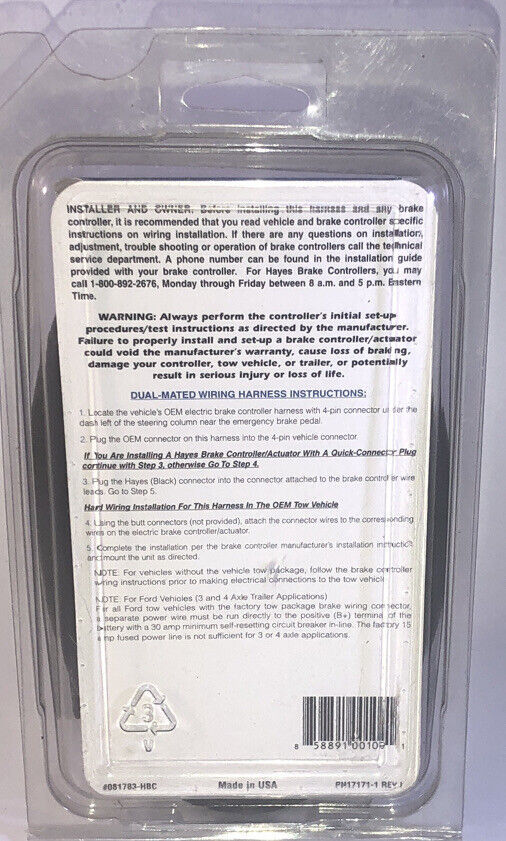 INSTALLER AND OWNER: Before installing this harness and any brake
controller, it is recommended that you read vehicle and brake controller specific
instructions on wiring installation. If there are any questions on installation,
adjustment, trouble shooting or operation of brake controllers call the technical
service department. A phone number can be found in the installation guide
provided with your brake controller. For Hayes Brake Controllers, you may
call 1-800-892-2676, Monday through Friday between 8 a.m. and 5 p.m. Eastern
Time.
WARNING: Always perform the controller's initial set-up
procedures/test instructions as directed by the manufacturer.
Failure to properly install and set-up a brake controller/actuator
could void the manufacturer's warranty, cause loss of braking,
damage your controller, tow vehicle, or trailer, or potentially
result in serious injury or loss of life.
DUAL-MATED WIRING HARNESS INSTRUCTIONS:
1. Locate the vehicle's OEM electric brake controller harness with 4-pin connector under the
dash left of the steering column near the emergency brake pedal.
2. Plug the OEM connector on this harness into the 4-pin vehicle connector.
If You Are Installing A Hayes Brake Controller/Actuator With A Quick-Connector Plug
continue with Step 3, otherwise Go To Step 4.
3. Plug the Hayes (Black) connector into the connector attached to the brake controller wire
leads. Go to Step 5.
Hard Wiring Installation For This Harness In The OEM Tow Vehicle
4. Using the butt connectors (not provided), attach the connector wires to the corresponding
wires on the electric brake controller/actuator.
5. Complete the installation per the brake controller manufacturer's installation instructions
and mount the unit as directed.
NOTE: For vehicles without the vehicle tow package, follow the brake controller
wiring instructions prior to making electrical connections to the tow vehicle
NOTE: For Ford Vehicles (3 and 4 Axle Trailer Applications)
For all Ford tow vehicles with the factory tow package brake wiring connector,
a separate power wire must be run directly to the positive (B+) terminal of the
battery with a 30 amp minimum self-resetting circuit breaker in-line. The factory 15
amp fused power line is not sufficient for 3 or 4 axle applications.
3
V
8 58891 00109 1
#081783-HBC Made in USA PN17171-1 REV